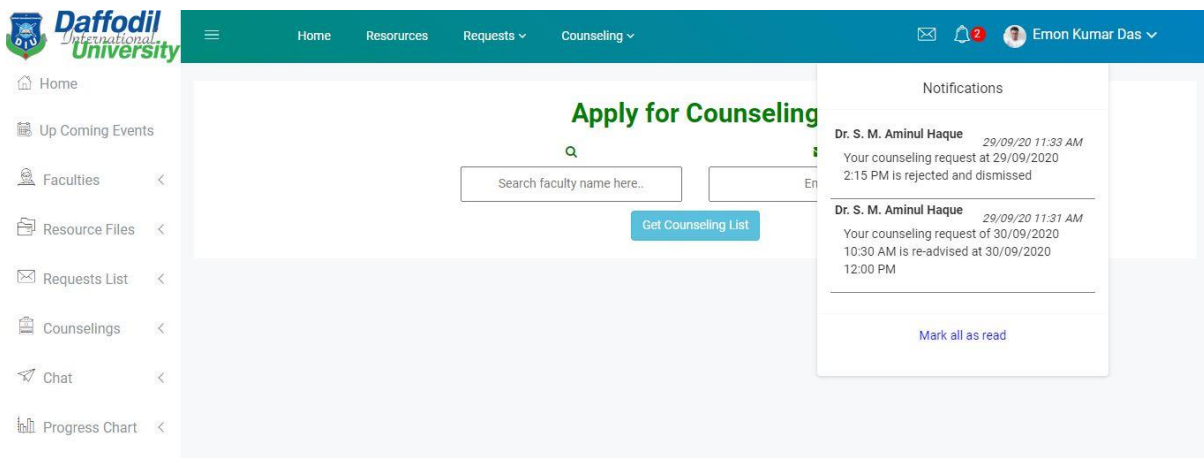 Daffodil
International
University
DIU
Home
Resorurces
Requests
Counseling
2
Emon Kumar Das
Home
Up Coming Events
Faculties
Resource Files
Requests List
Counselings
Chat
Progress Chart
Apply for Counseling
Search faculty name here..
En
Get Counseling List
Notifications
Dr. S. M. Aminul Haque
29/09/20 11:33 AM
Your counseling request at 29/09/2020
2:15 PM is rejected and dismissed
Dr. S. M. Aminul Haque
29/09/20 11:31 AM
Your counseling request of 30/09/2020
10:30 AM is re-advised at 30/09/2020
12:00 PM
Mark all as read